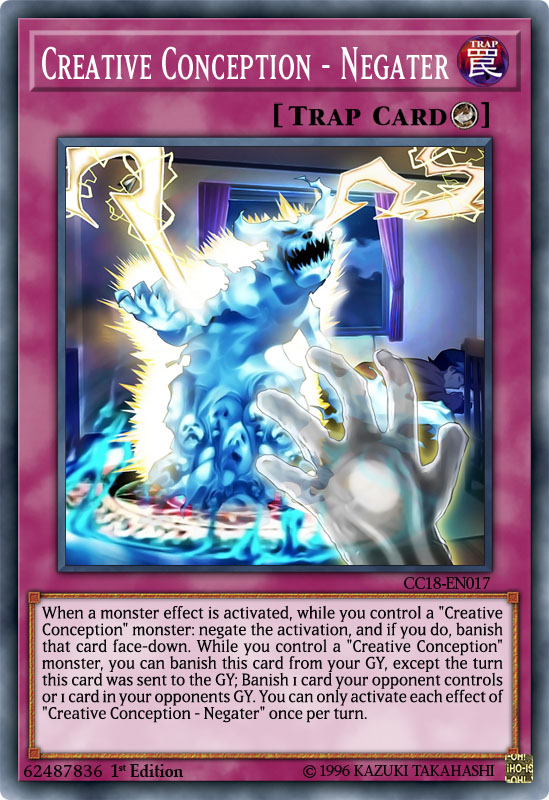 CREATIVE CONCEPTION - NEGATER
TRAP
罠
[TRAP CARD]
CC18-EN017
When a monster effect is activated, while you control a "Creative
Conception" monster: negate the activation, and if you do, banish
that card face-down. While you control a "Creative Conception"
monster, you can banish this card from your GY, except the turn
this card was sent to the GY; Banish 1 card your opponent controls
or 1 card in your opponents GY. You can only activate each effect of
"Creative Conception - Negater" once per turn.
62487836 1st Edition
© 1996 KAZUKI TAKAHASHI